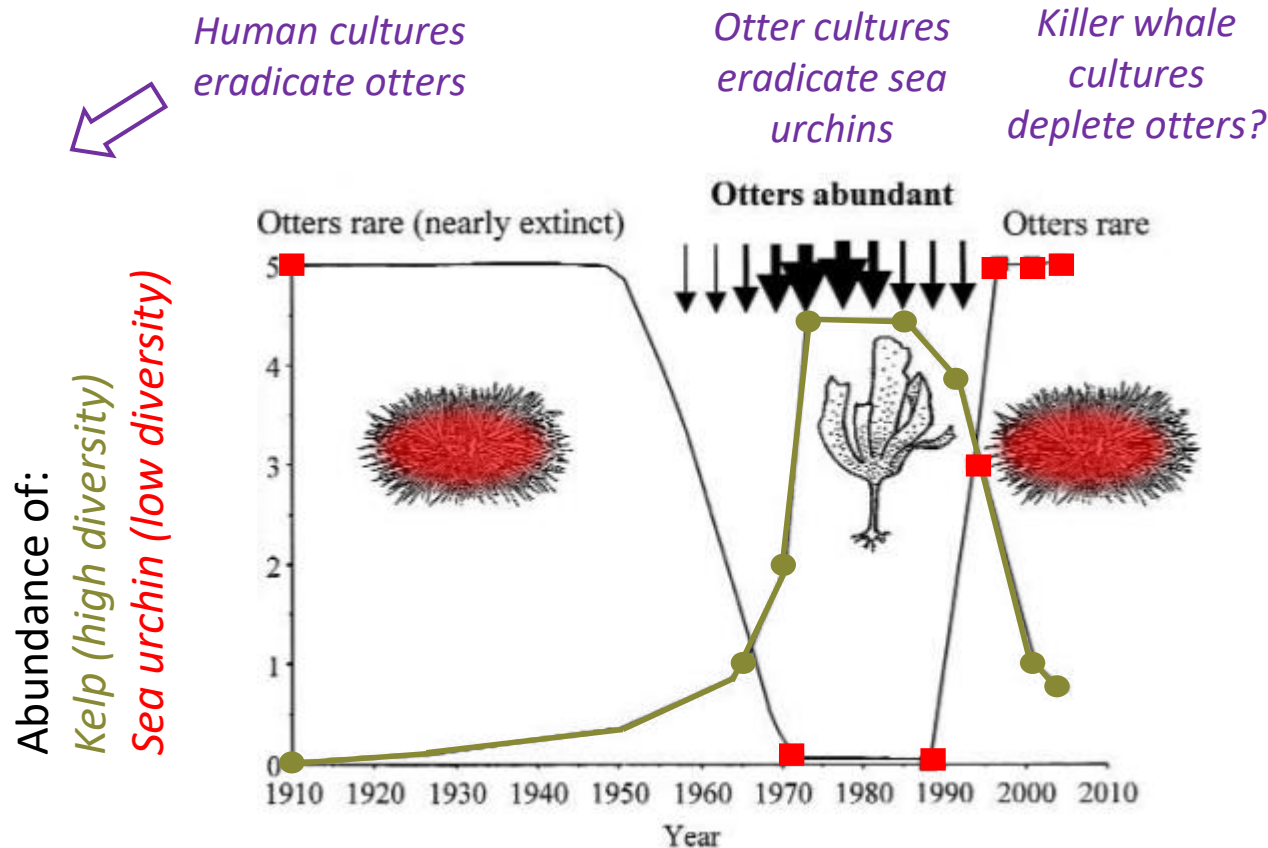 Human cultures
eradicate otters
Otter cultures
eradicate sea
urchins
Killer whale
cultures
deplete otters?
Otters rare (nearly extinct)
Otters abundant
Otters rare
Abundance of:
Kelp (high diversity)
Sea urchin (low diversity)
5
4
3
2
1
0
1910 1920 1930 1940 1950 1960 1970 1980 1990 2000 2010
Year